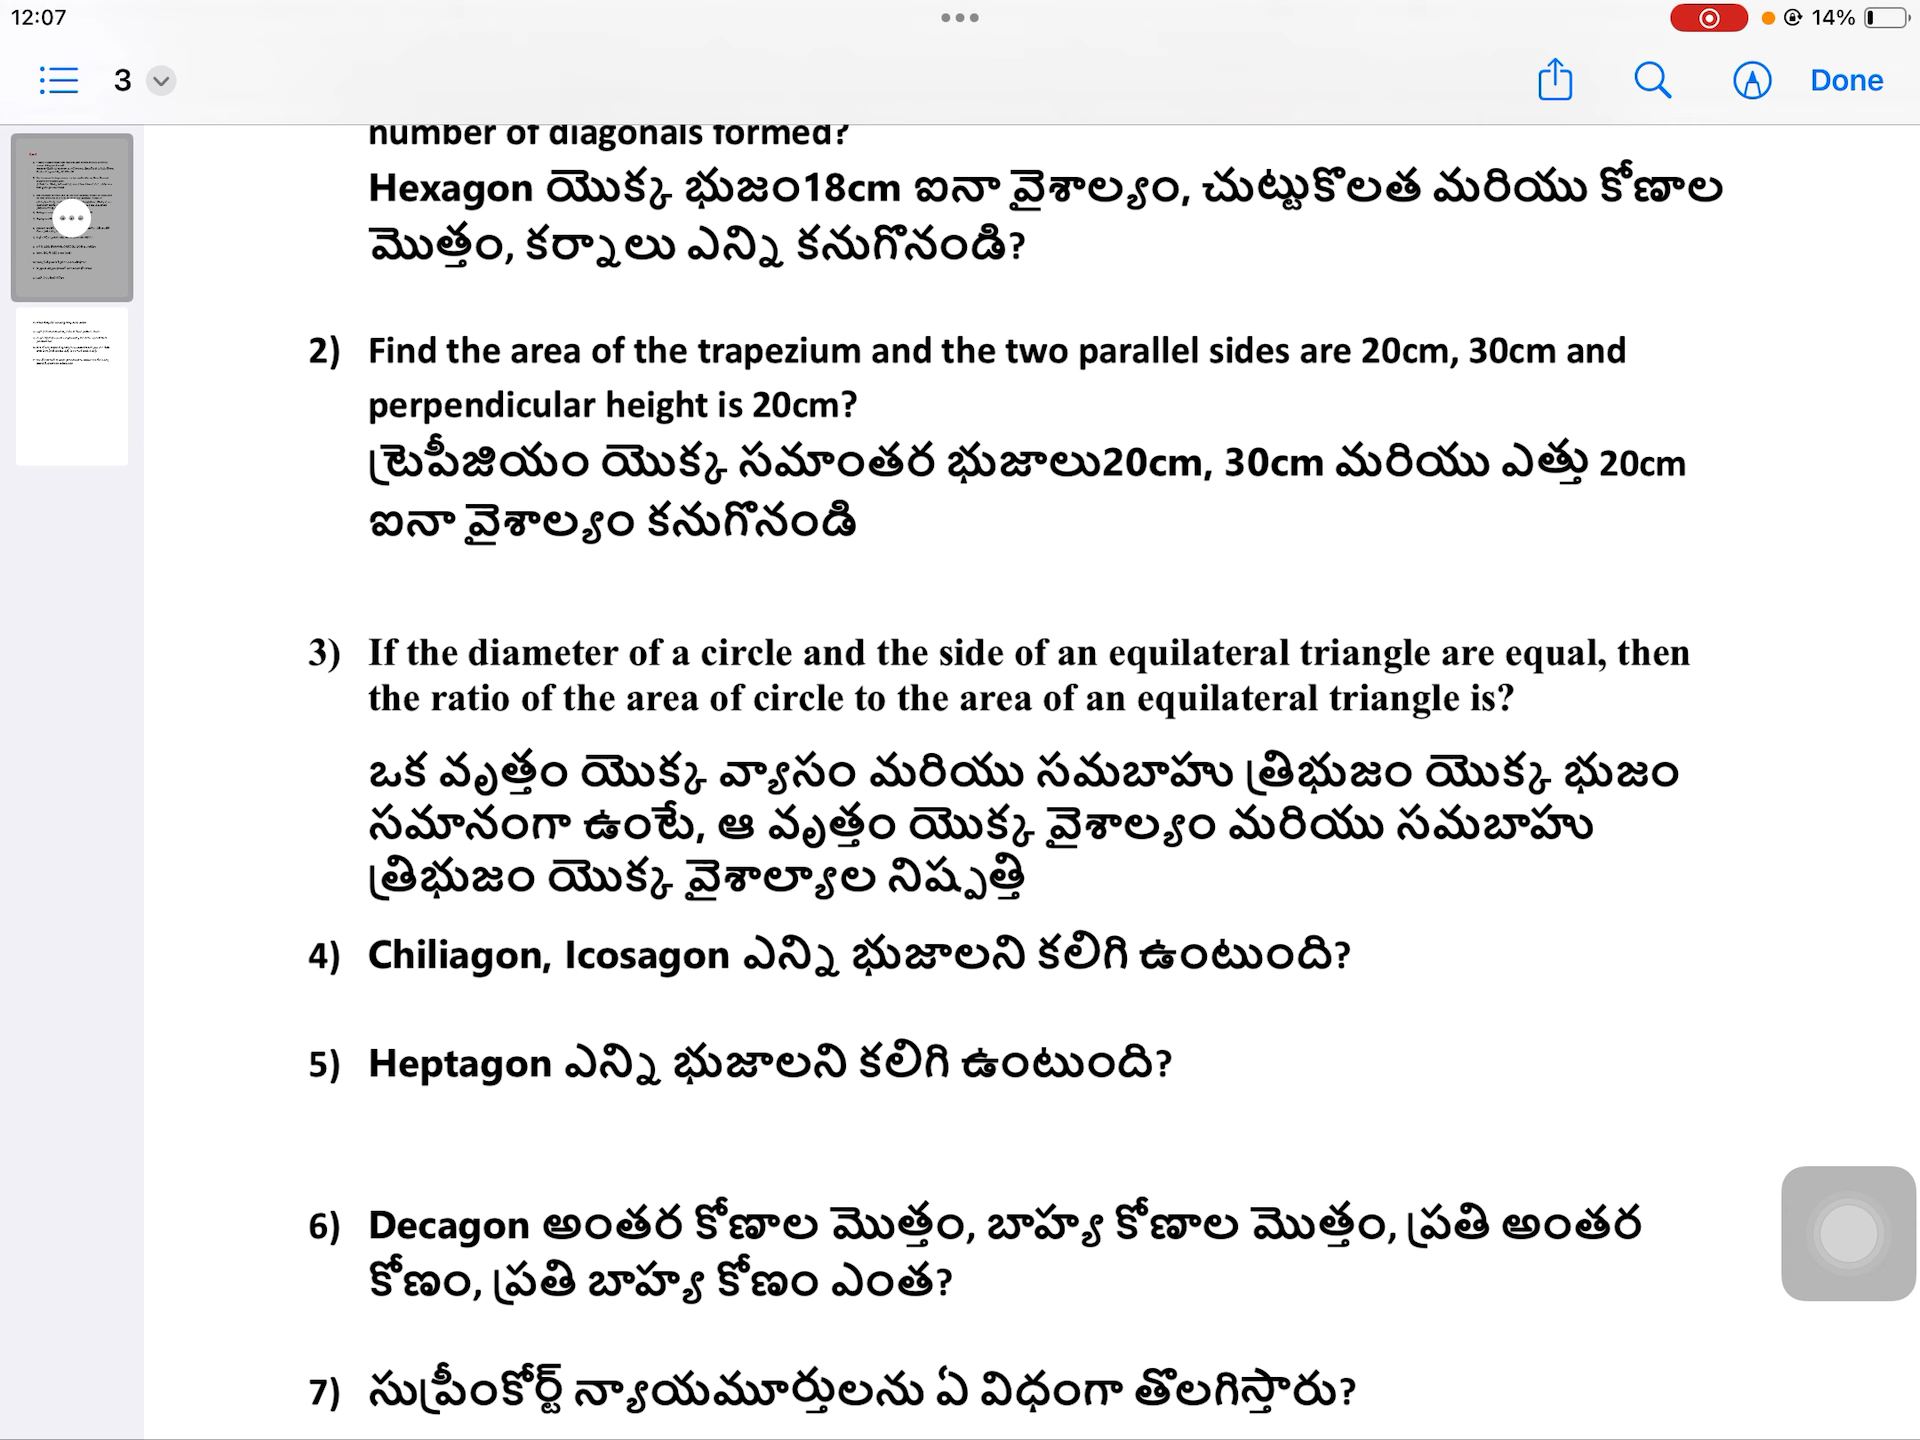 12:07
14%
3
Done
number of diagonals formed?
Hexagon యొక్క భుజం18cm ఐనా వైశాల్యం, చుట్టుకొలత మరియు కోణాల
మొత్తం, కర్నాలు ఎన్ని కనుగొనండి?
2) Find the area of the trapezium and the two parallel sides are 20cm, 30cm and
perpendicular height is 20cm?
ట్రెపీజియం యొక్క సమాంతర భుజాలు20cm, 30cm మరియు ఎత్తు 20cm
ఐనా వైశాల్యం కనుగొనండి
3) If the diameter of a circle and the side of an equilateral triangle are equal, then
the ratio of the area of circle to the area of an equilateral triangle is?
ఒక వృత్తం యొక్క వ్యాసం మరియు సమబాహు త్రిభుజం యొక్క భుజం
సమానంగా ఉంటే, ఆ వృత్తం యొక్క వైశాల్యం మరియు సమబాహు
త్రిభుజం యొక్క వైశాల్యాల నిష్పత్తి
4) Chiliagon, Icosagon ఎన్ని భుజాలని కలిగి ఉంటుంది?
5) Heptagon ఎన్ని భుజాలని కలిగి ఉంటుంది?
6) Decagon అంతర కోణాల మొత్తం, బాహ్య కోణాల మొత్తం, ప్రతి అంతర
కోణం, ప్రతి బాహ్య కోణం ఎంత?
7) సుప్రీంకోర్ట్ న్యాయమూర్తులను ఏ విధంగా తొలగిస్తారు?